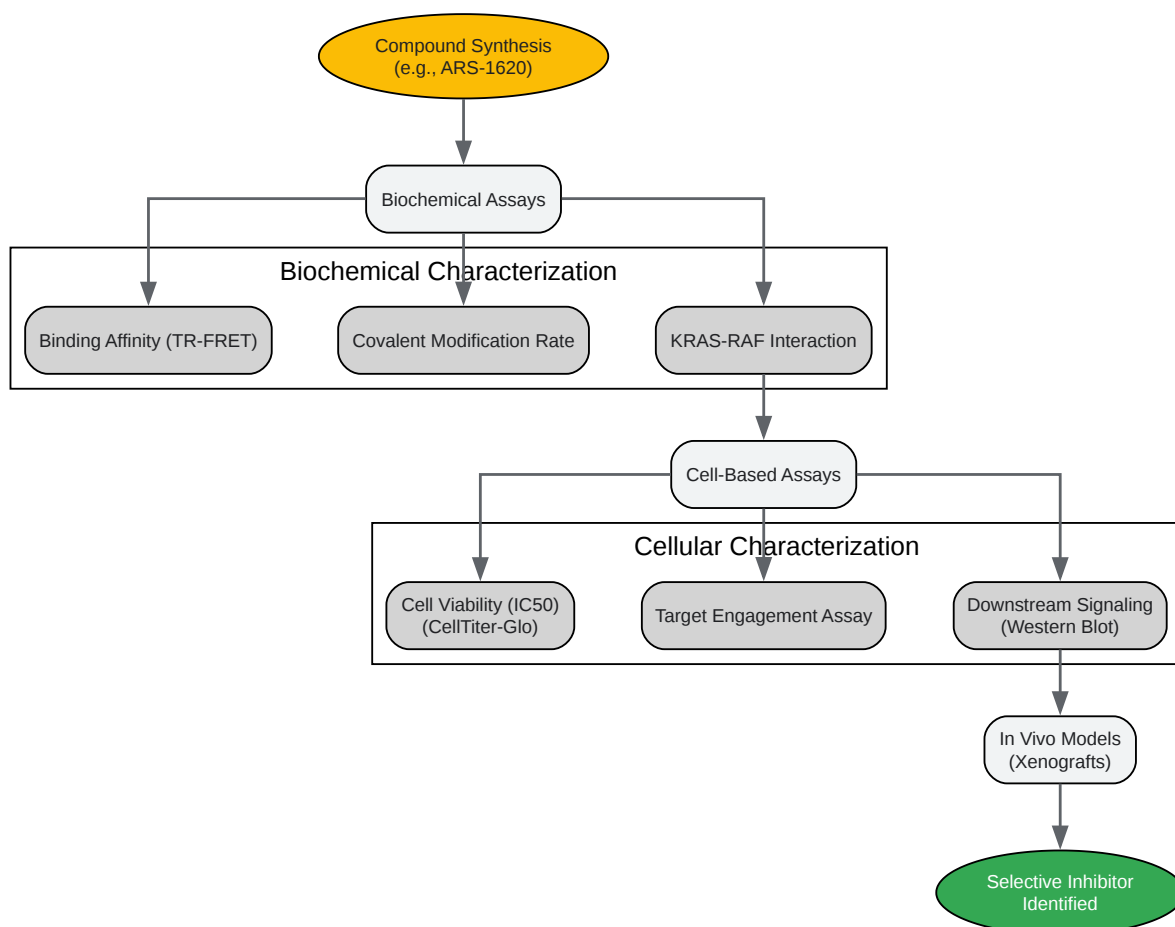 Compound Synthesis
(e.g., ARS-1620)
Biochemical Assays
Biochemical Characterization
Binding Affinity (TR-FRET)
Covalent Modification Rate
KRAS-RAF Interaction
Cell-Based Assays
Cellular Characterization
Cell Viability (IC50)
(CellTiter-Glo)
Target Engagement Assay
Downstream Signaling
(Western Blot)
In Vivo Models
(Xenografts)
Selective Inhibitor
Identified